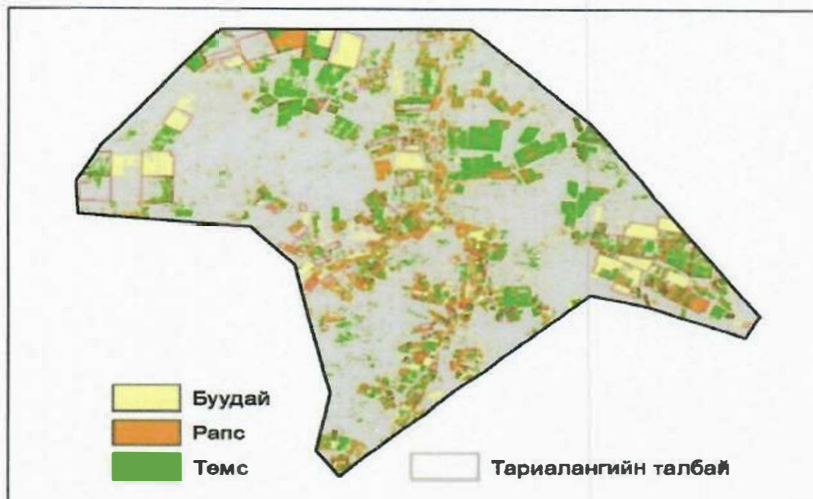 Буудай
Рапс
Төмс
Тариалангийн талбай